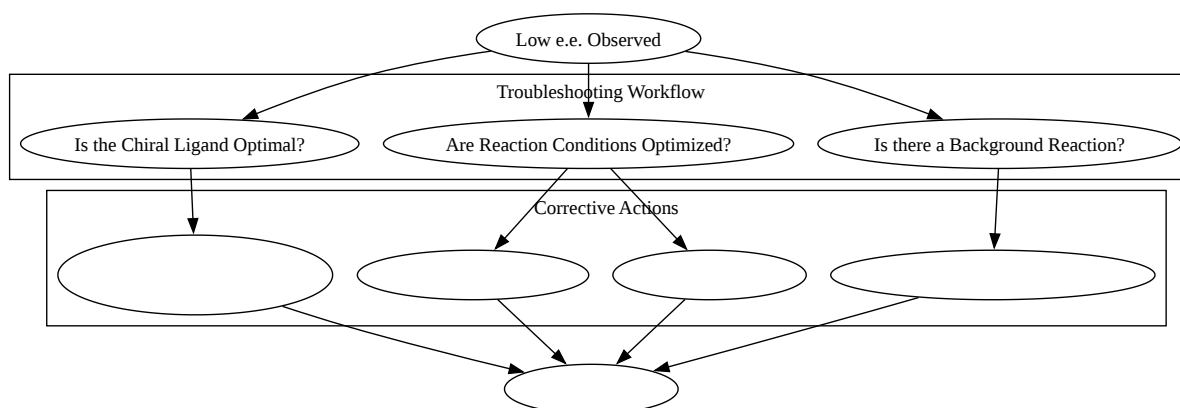 Low e.e. Observed
Troubleshooting Workflow
Is the Chiral Ligand Optimal?
Are Reaction Conditions Optimized?
Is there a Background Reaction?
Corrective Actions